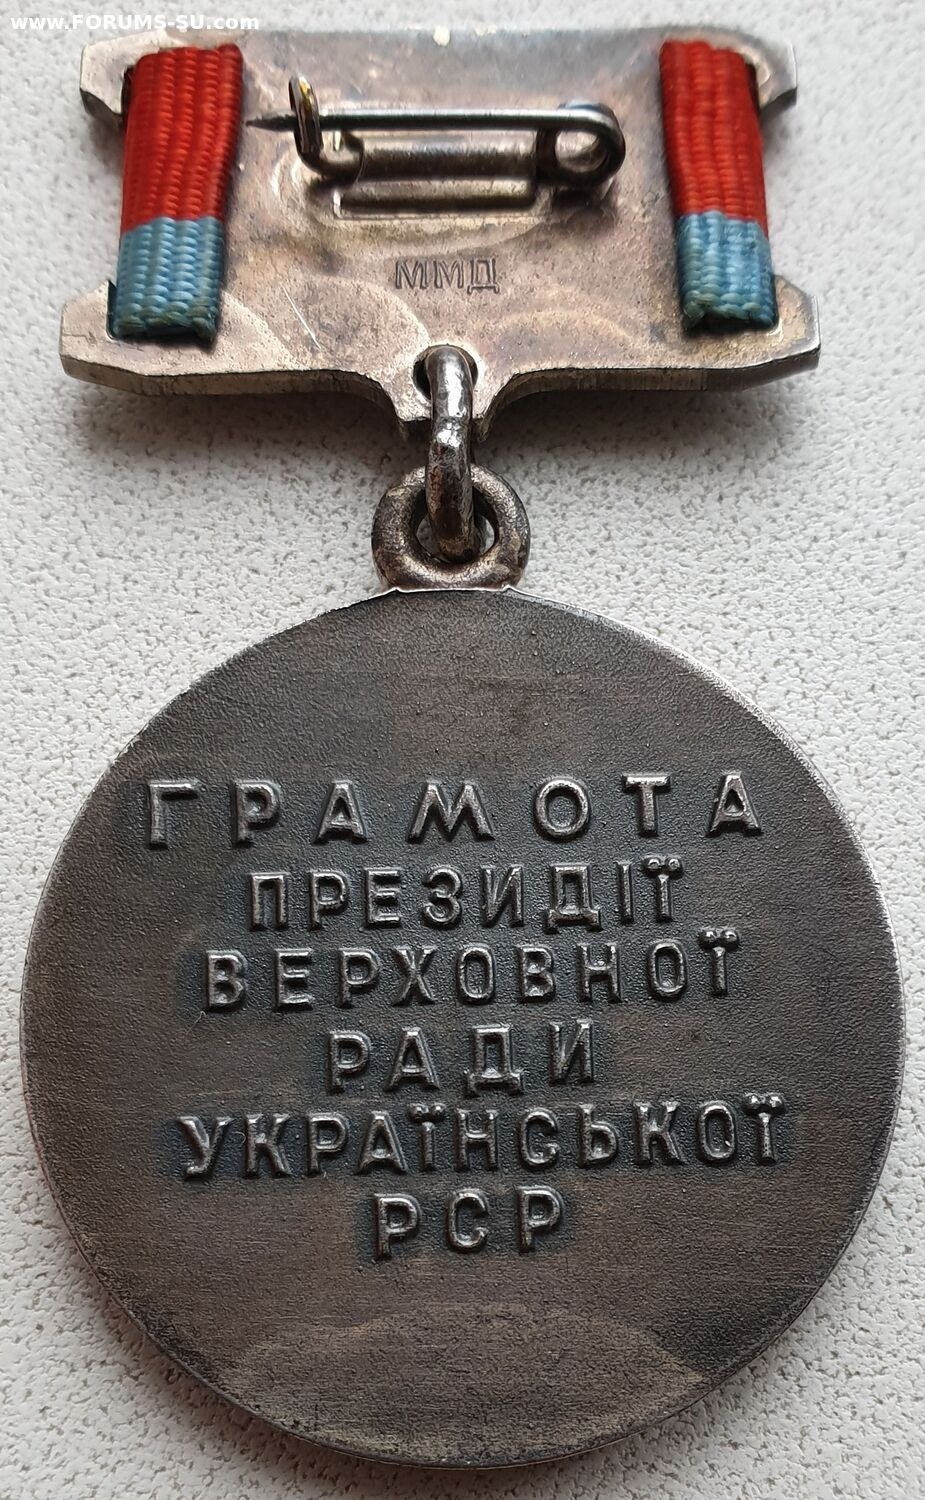 www.FORUMS-SU.com
ММД
ГРАМОТА
ПРЕЗИДІЇ
ВЕРХОВНОЇ
РАДИ
УКРАЇНСЬКОЇ
РСР